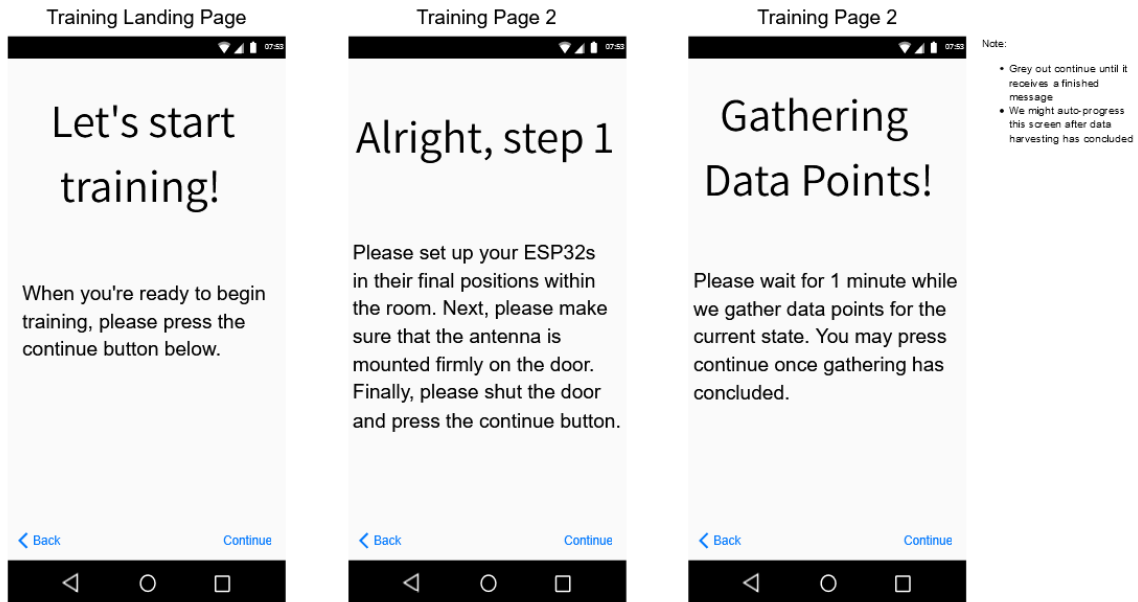 Training Landing Page
07:53
Let's start
training!
When you're ready to begin
training, please press the
continue button below.
Back
Continue
Training Page 2
07:53
Alright, step 1
Please set up your ESP32s
in their final positions within
the room. Next, please make
sure that the antenna is
mounted firmly on the door.
Finally, please shut the door
and press the continue button.
Back
Continue
Training Page 2
07:53
Gathering
Data Points!
Please wait for 1 minute while
we gather data points for the
current state. You may press
continue once gathering has
concluded.
Back
Continue
Note:
• Grey out continue until it
receives a finished
message
• We might auto-progress
this screen after data
harvesting has concluded